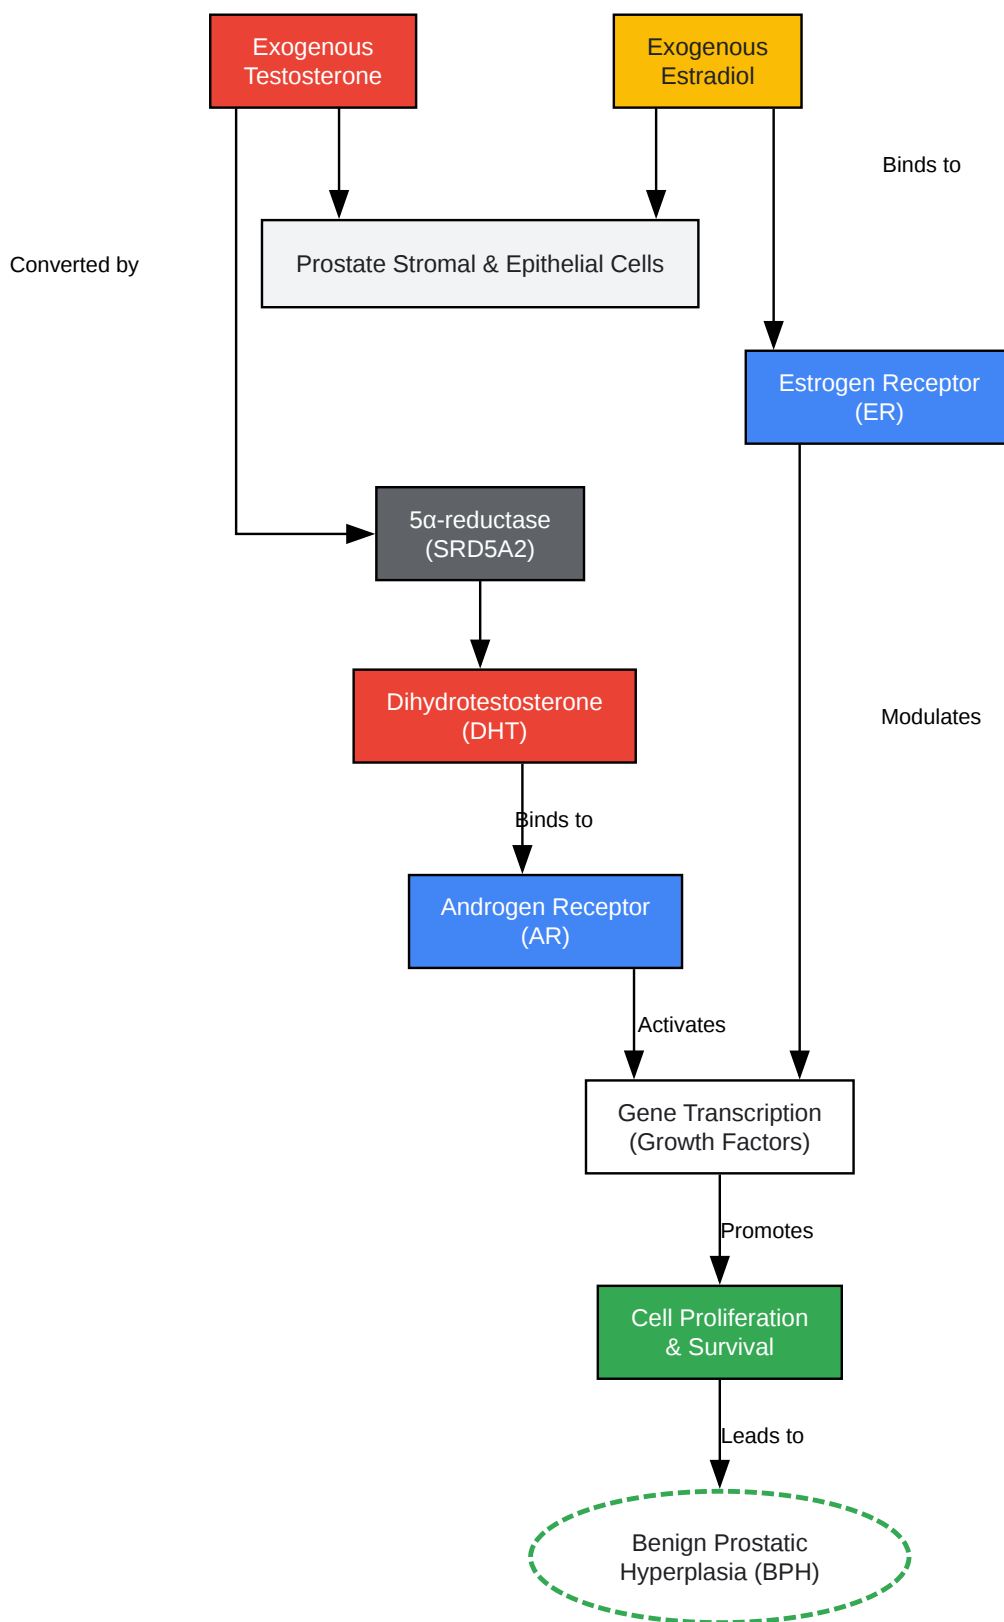 Exogenous
Testosterone
Exogenous
Estradiol
Binds to
Converted by
Prostate Stromal & Epithelial Cells
Estrogen Receptor
(ER)
5α-reductase
(SRD5A2)
Dihydrotestosterone
(DHT)
Modulates
Binds to
Androgen Receptor
(AR)
Activates
Gene Transcription
(Growth Factors)
Promotes
Cell Proliferation
& Survival
Leads to
Benign Prostatic
Hyperplasia (BPH)